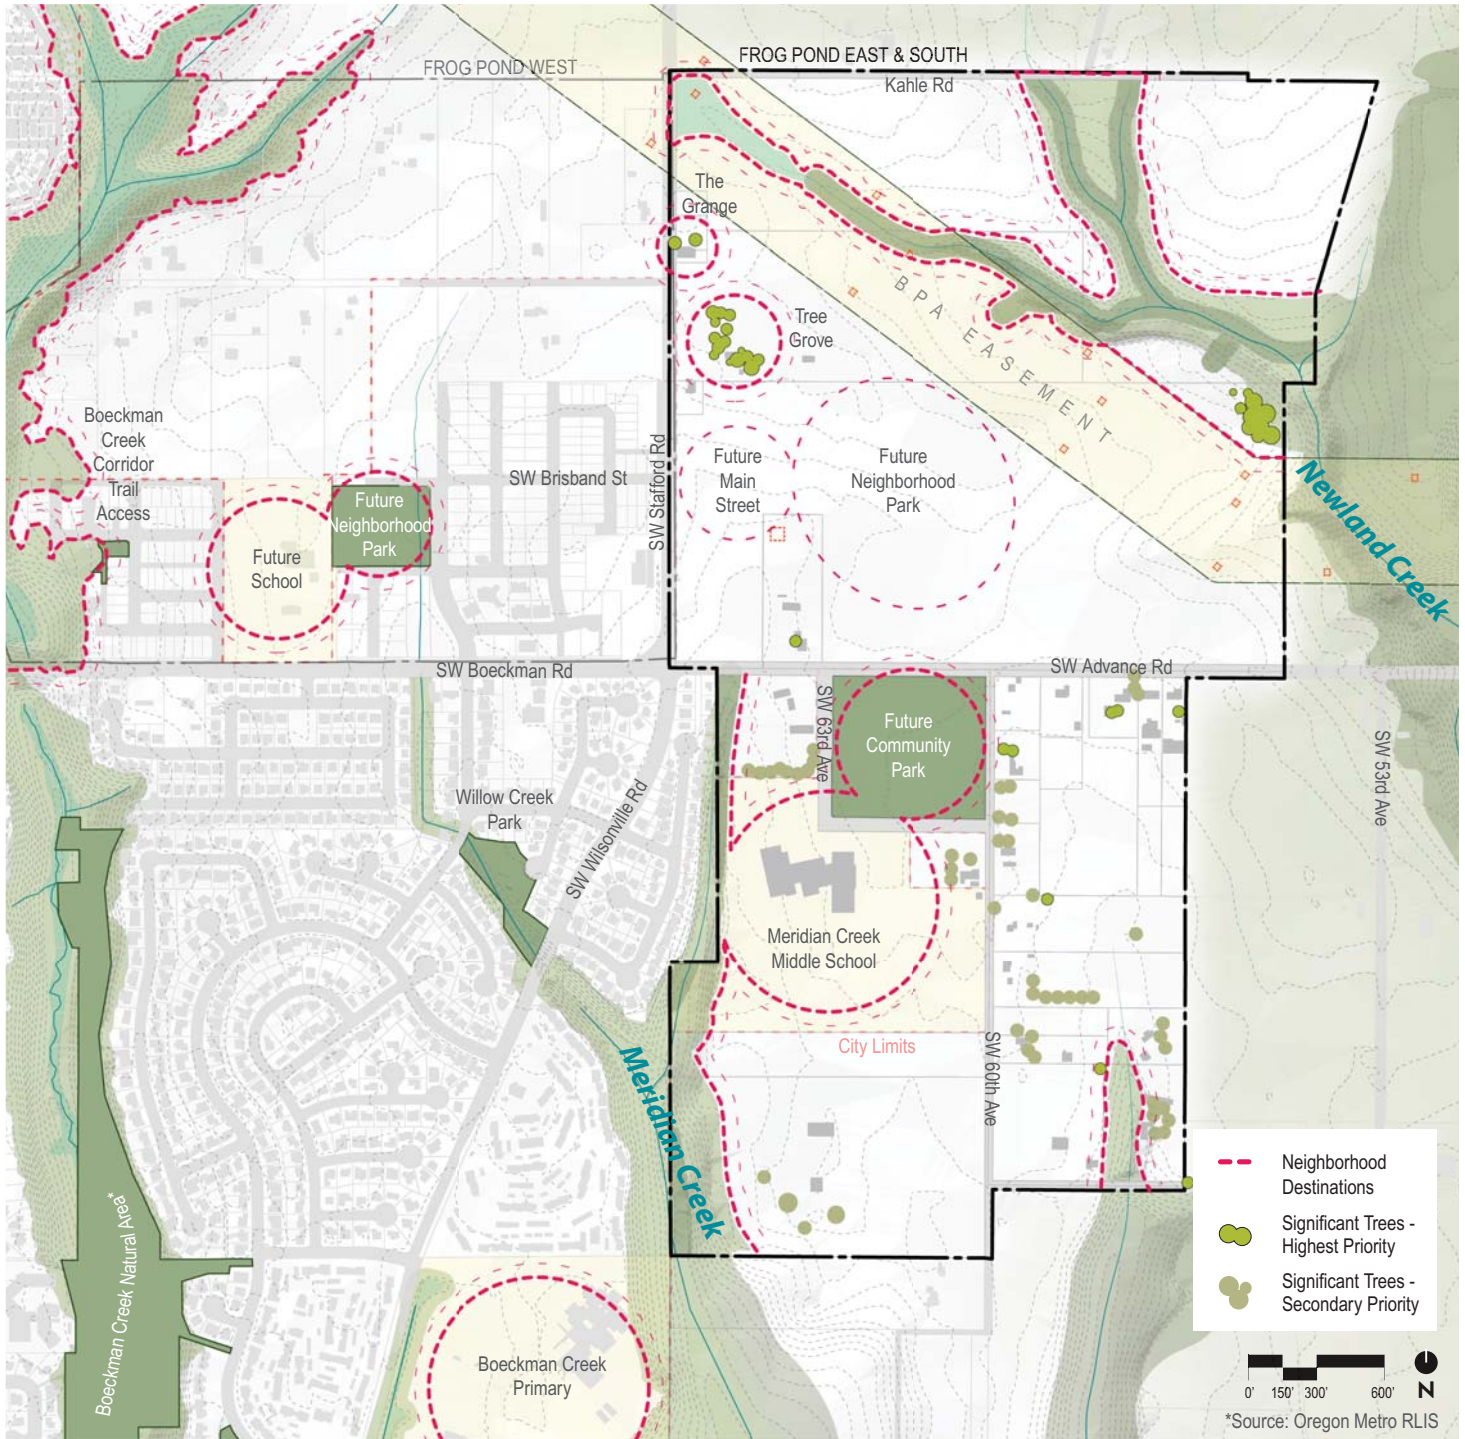 FROG POND EAST & SOUTH
FROG POND WEST
Kahle Rd
The
Grange
Tree
Grove
BPA EASEMENT
Boeckman
Creek
Corridor
Trail
Access
SW Brisband St
SW Stafford Rd
Future
Main
Street
Future
Neighborhood
Park
Future
Neighborhood
Park
Future
School
Newland Creek
SW Boeckman Rd
SW Advance Rd
SW 63rd Ave
Future
Community
Park
SW 53rd Ave
Willow Creek
Park
SW Wilsonville Rd
Meridian Creek
Middle School
City Limits
SW 60th Ave
Meridian Creek
Boeckman Creek Natural Area*
Boeckman Creek
Primary
Neighborhood
Destinations
Significant Trees -
Highest Priority
Significant Trees -
Secondary Priority
0' 150' 300' 600'
N
*Source: Oregon Metro RLIS